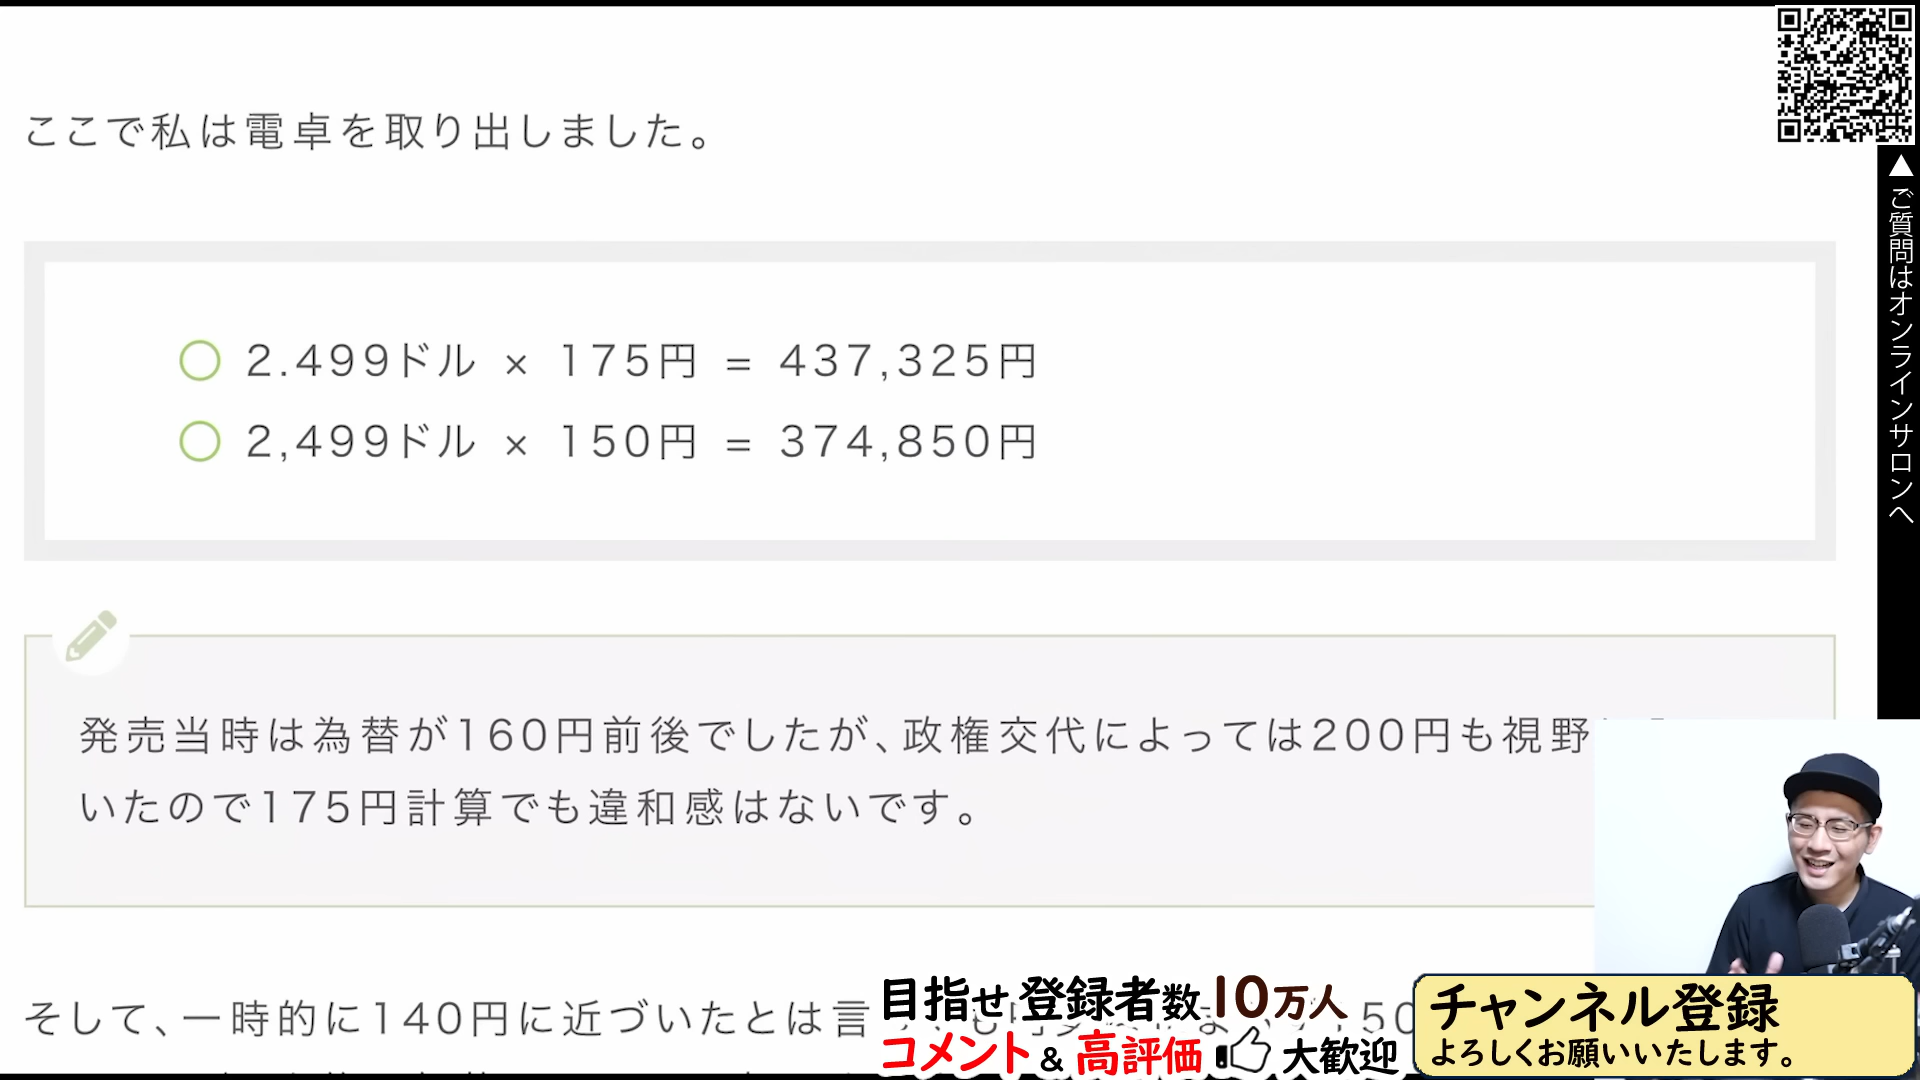 ここで私は電卓を取り出しました。
2.499ドル × 175円 = 437,325円
2,499ドル × 150円 = 374,850円
発売当時は為替が160円前後でしたが、政権交代によっては200円も視野
いたので175円計算でも違和感はないです。
そして、一時的に140円に近づいたとは言
目指せ登録者数10万人
コメント&高評価 大歓迎
チャンネル登録
よろしくお願いいたします。
▲ご質問はオンラインサロンへ